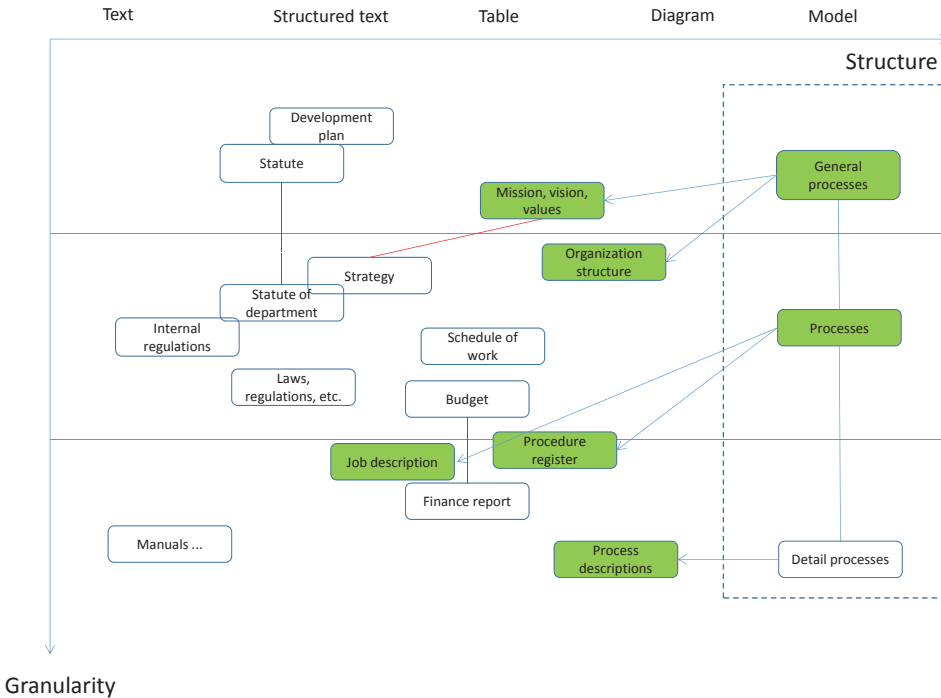 Text
Structured text
Table
Diagram
Model
Structure
Development
plan
Statute
General
processes
Mission, vision,
values
Organization
structure
Strategy
Statute of
department
Processes
Internal
regulations
Schedule of
work
Laws,
regulations, etc.
Budget
Procedure
register
Job description
Finance report
Manuals ...
Process
descriptions
Detail processes
Granularity